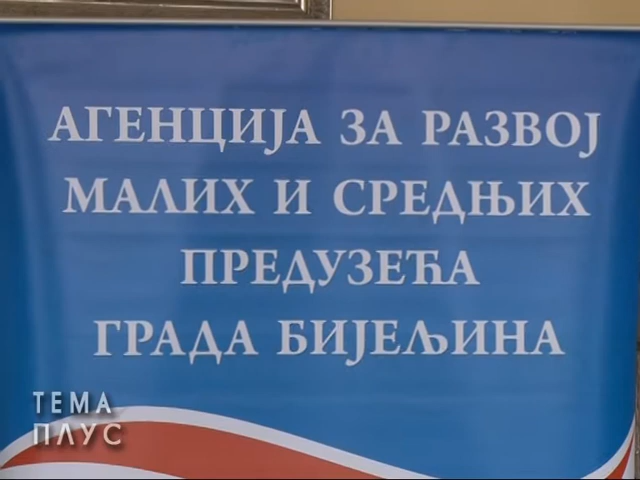 АГЕНЦИЈА ЗА РАЗВОЈ
МАЛИХ И СРЕДЊИХ
ПРЕДУЗЕЋА
ГРАДА БИЈЕЉИНА
ТЕМА
ПЛУС